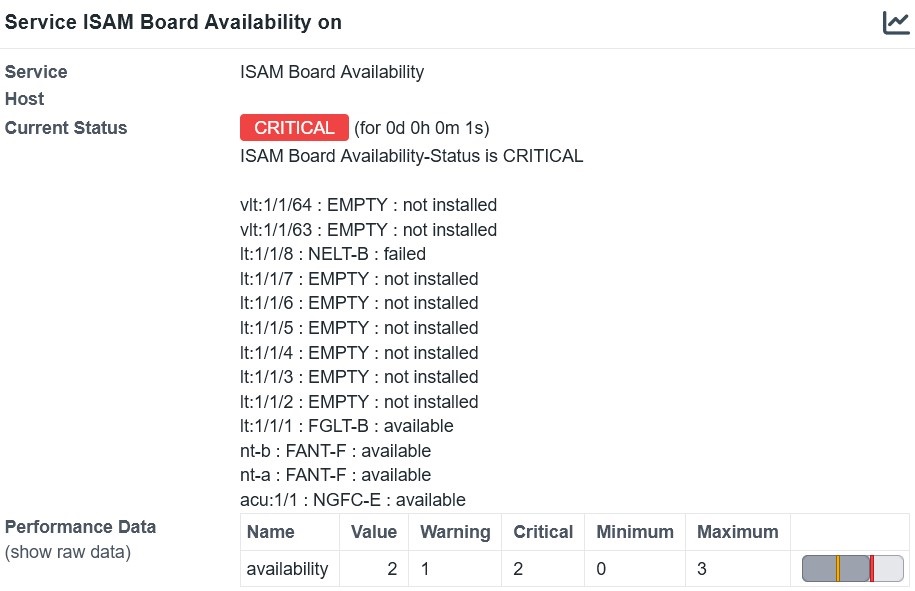 Service ISAM Board Availability on
Service ISAM Board Availability
Host
Current Status CRITICAL (for 0d 0h 0m 1s)
ISAM Board Availability-Status is CRITICAL
vlt:1/1/64 : EMPTY : not installed
vlt:1/1/63 : EMPTY : not installed
lt:1/1/8 : NELT-B : failed
lt:1/1/7 : EMPTY : not installed
lt:1/1/6 : EMPTY : not installed
lt:1/1/5 : EMPTY : not installed
lt:1/1/4 : EMPTY : not installed
lt:1/1/3 : EMPTY : not installed
lt:1/1/2 : EMPTY : not installed
lt:1/1/1 : FGLT-B : available
nt-b : FANT-F : available
nt-a : FANT-F : available
acu:1/1 : NGFC-E : available
Performance Data
(show raw data)
Name Value Warning Critical Minimum Maximum
availability 2 1 2 0 3